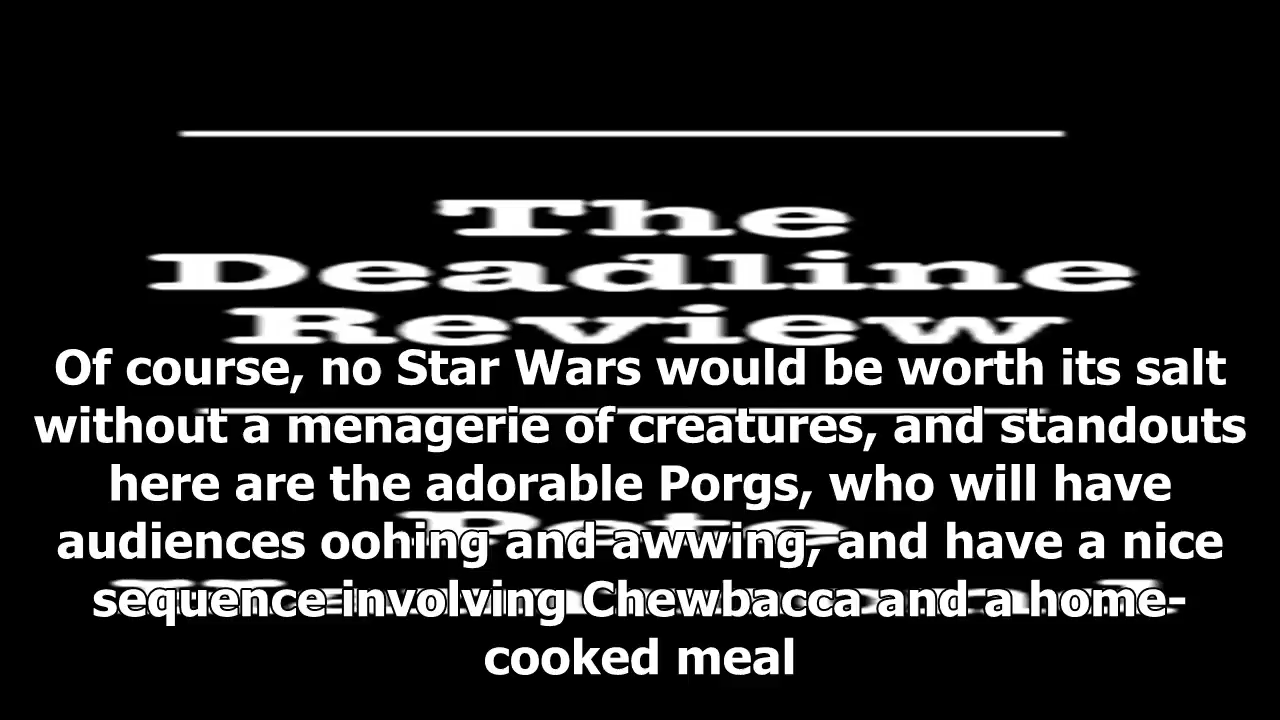 The
Deadline
Review
Of course, no Star Wars would be worth its salt
without a menagerie of creatures, and standouts
here are the adorable Porgs, who will have
audiences oohing and awwing, and have a nice
sequence involving Chewbacca and a home-
cooked meal
Pete